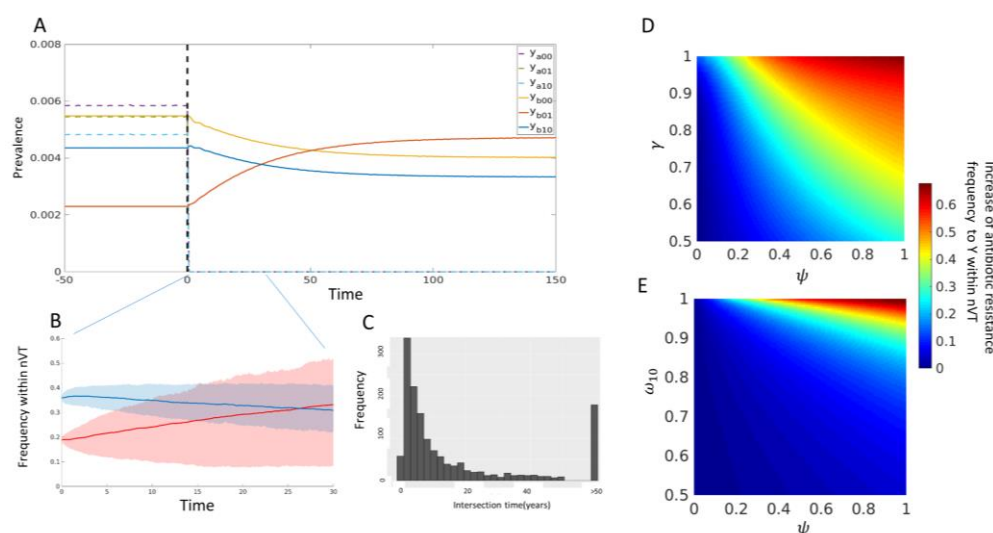 A
0.008
0.006
0.004
0.002
0
Prevalence
-50 0 50 100 150
Time
y_a00
y_a01
y_a10
y_b00
y_b01
y_b10
B
Frequency within nVT
0.6
0.5
0.4
0.3
0.2
0.1
0
0 5 10 15 20 25 30
Time
C
Frequency
300
200
100
0
0 20 40 >50
Intersection time(years)
D
γ
1
0.9
0.8
0.7
0.6
0.5
0 0.2 0.4 0.6 0.8 1
ψ
E
ω10
1
0.9
0.8
0.7
0.6
0.5
0 0.2 0.4 0.6 0.8 1
ψ
0.6
0.5
0.4
0.3
0.2
0.1
0
Increase of antibiotic resistance
frequency to Y within nVT